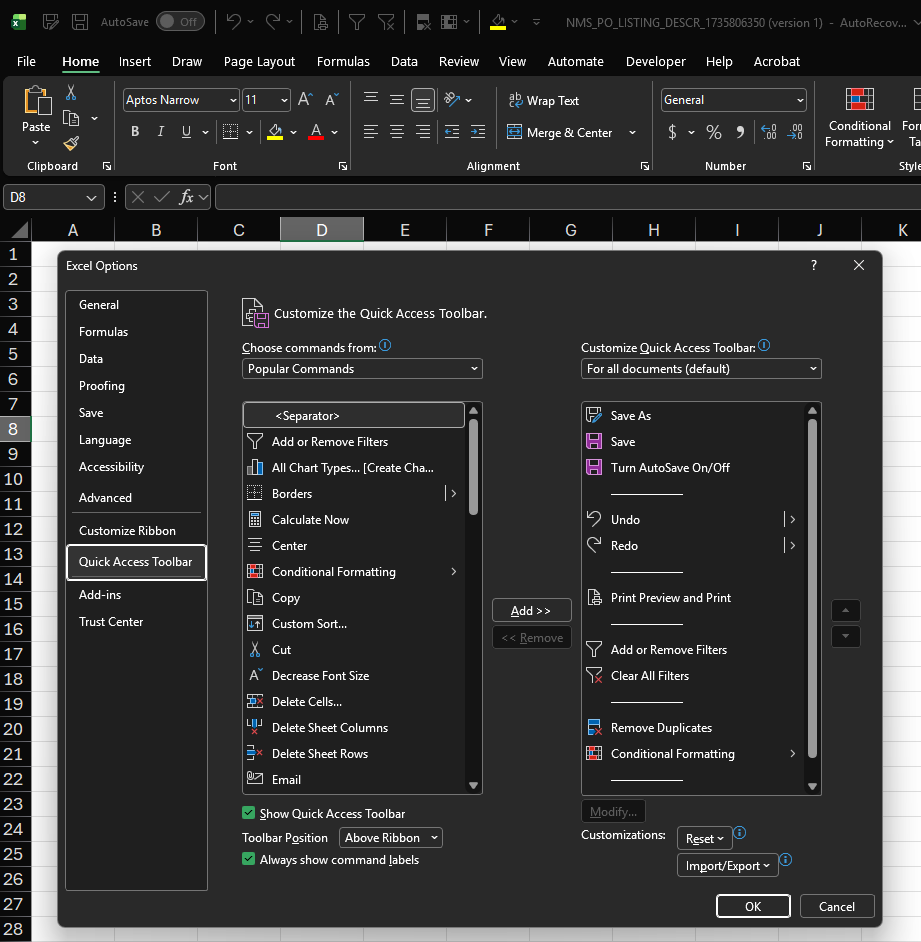 AutoSave Off NMS_PO_LISTING_DESCR_1735806350 (version 1) - AutoRecov...
File Home Insert Draw Page Layout Formulas Data Review View Automate Developer Help Acrobat
Aptos Narrow 11 A A ab Wrap Text General
Paste B I U A Merge & Center $ % Conditional
Formatting
Clipboard Font Alignment Number
D8 fx
A B C D E F G H I J K
1
2
3
4
5
6
7
8
9
10
11
12
13
14
15
16
17
18
19
20
21
22
23
24
25
26
27
28
Excel Options ?
General
Formulas
Data
Proofing
Save
Language
Accessibility
Advanced
Customize Ribbon
Quick Access Toolbar
Add-ins
Trust Center
Customize the Quick Access Toolbar.
Choose commands from:
Popular Commands
<Separator>
Add or Remove Filters
All Chart Types... [Create Cha...
Borders
Calculate Now
Center
Conditional Formatting
Copy
Custom Sort...
Cut
Decrease Font Size
Delete Cells...
Delete Sheet Columns
Delete Sheet Rows
Email
Show Quick Access Toolbar
Toolbar Position Above Ribbon
Always show command labels
Add >>
<< Remove
Customize Quick Access Toolbar:
For all documents (default)
Save As
Save
Turn AutoSave On/Off
Undo
Redo
Print Preview and Print
Add or Remove Filters
Clear All Filters
Remove Duplicates
Conditional Formatting
Modify...
Customizations: Reset
Import/Export
OK Cancel